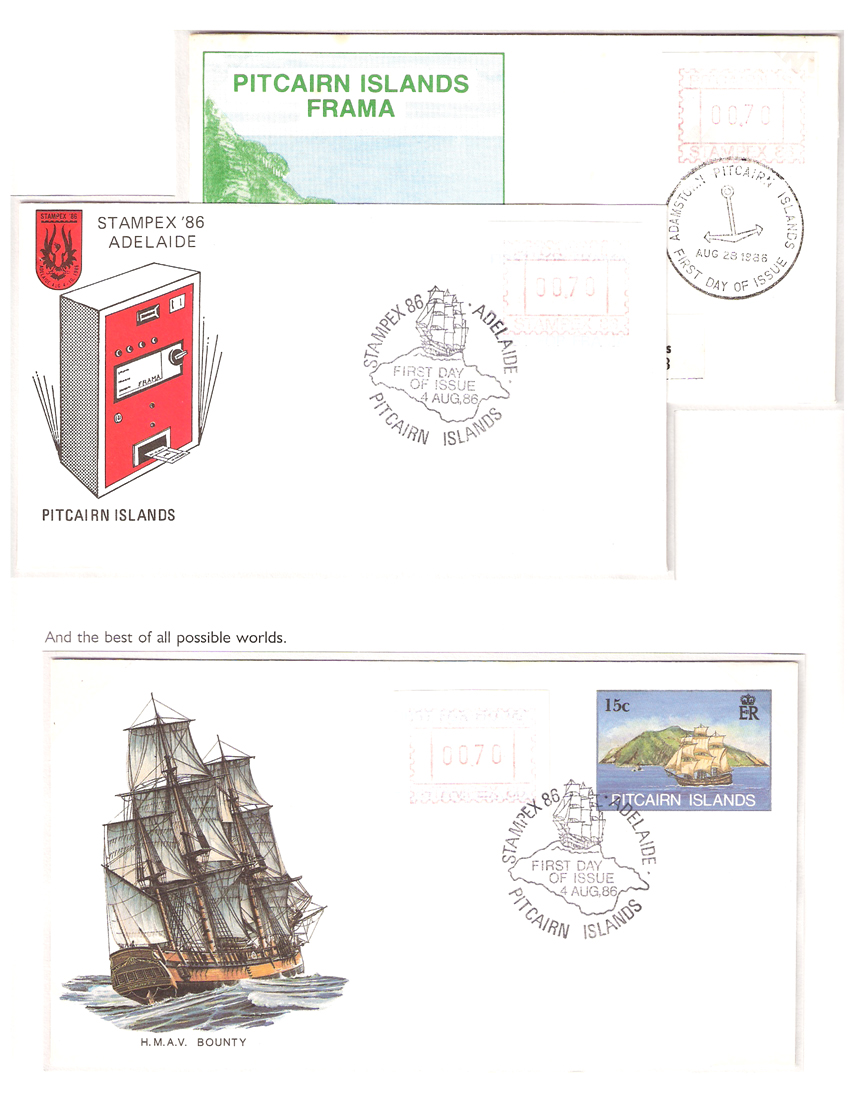 PITCAIRN ISLANDS
FRAMA
00,70
STAMPEX 86
ADAMSTOWN PITCAIRN ISLANDS
AUG 28 1986
FIRST DAY OF ISSUE
STAMPEX '86
STAMPEX '86
ADELAIDE
FRAMA
PITCAIRN ISLANDS
00,70
STAMPEX 86 · ADELAIDE ·
FIRST DAY
OF ISSUE
4 AUG,86
PITCAIRN ISLANDS
s
3
And the best of all possible worlds.
00,70
15c
ER
PITCAIRN ISLANDS
STAMPEX 86 · ADELAIDE ·
FIRST DAY
OF ISSUE
4 AUG,86
PITCAIRN ISLANDS
H.M.A.V. BOUNTY